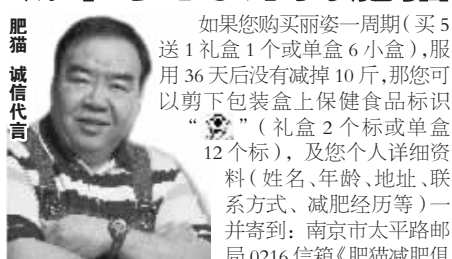 肥猫 诚信代言
如果您购买丽姿一周期(买5
送1礼盒1个或单盒6小盒),服
用36天后没有减掉10斤,那您可
以剪下包装盒上保健食品标识
“ ”(礼盒2个标或单盒
12个标),及您个人详细资
料(姓名、年龄、地址、联
系方式、减肥经历等)一
并寄到:南京市太平路邮
局0216信箱《肥猫减肥俱